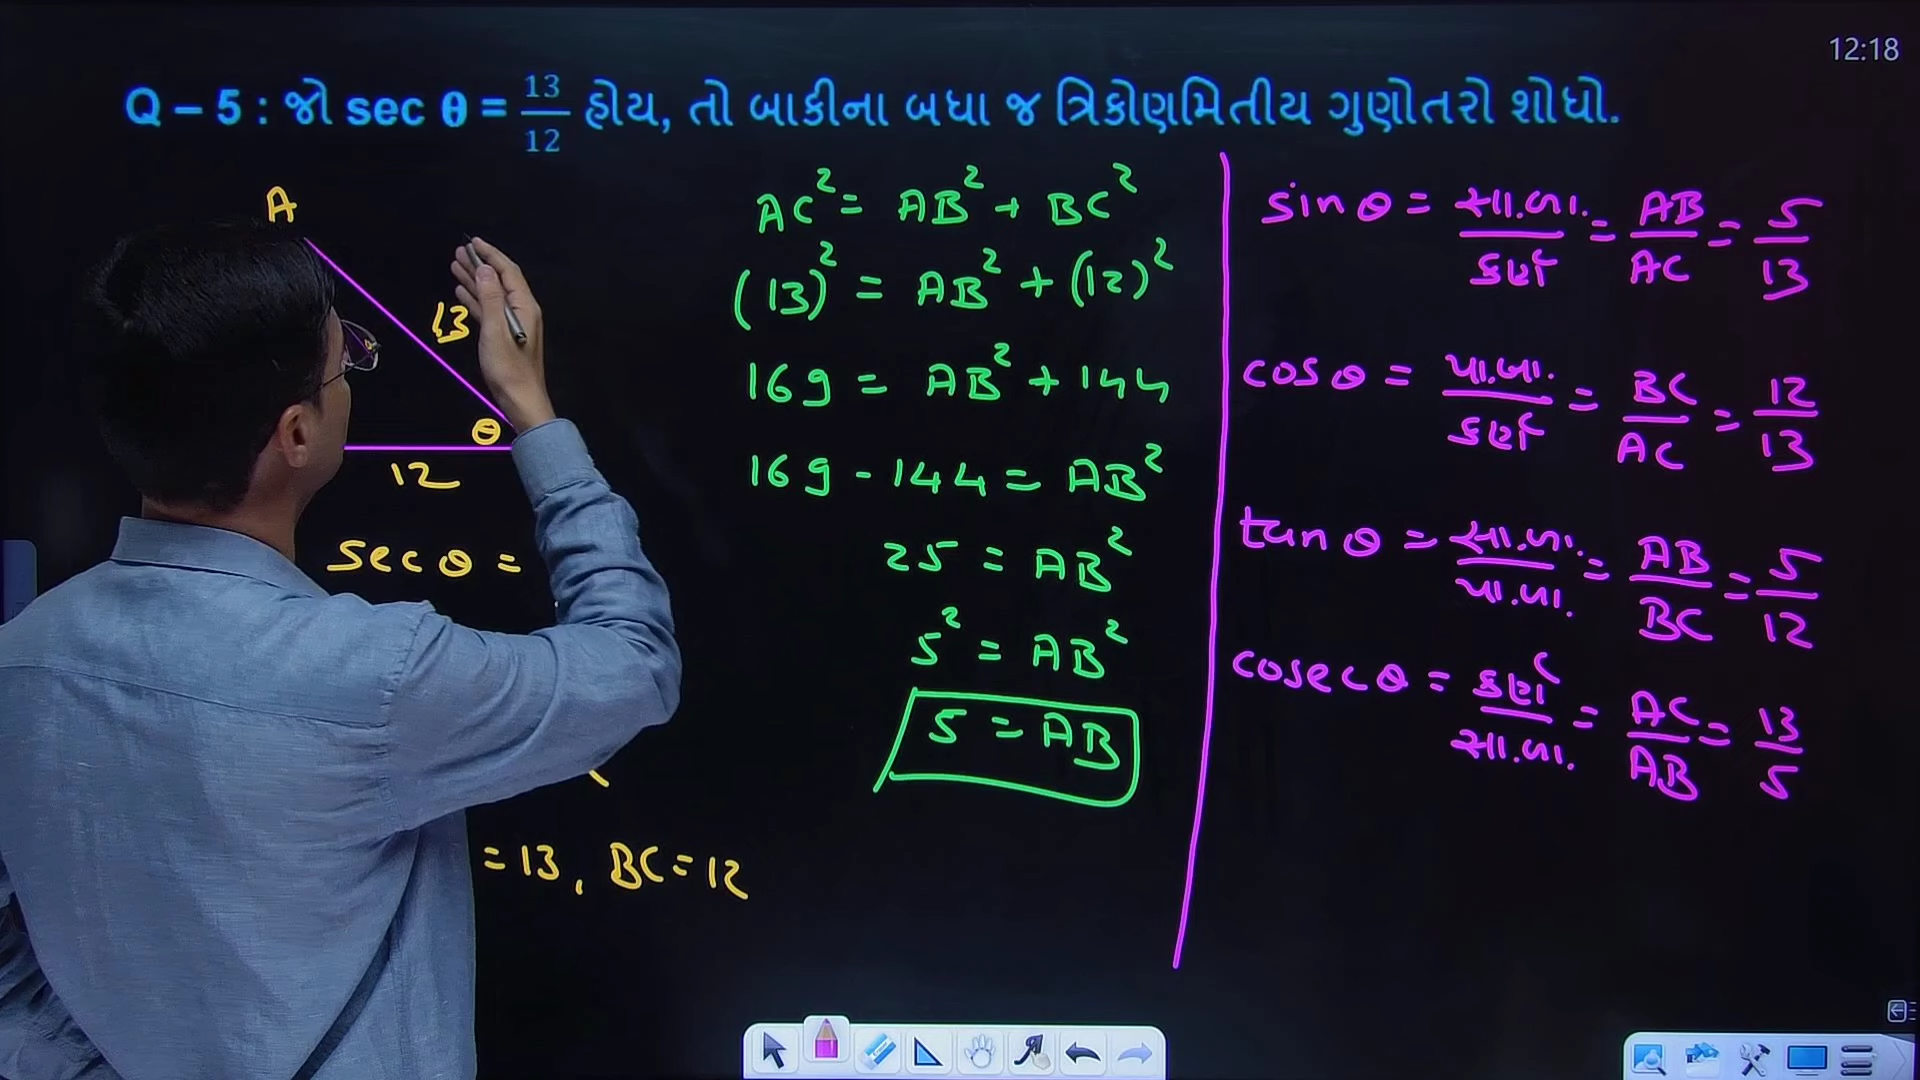 12:18
Q – 5 : જો sec θ = 13/12 હોય, તો બાકીના બધા જ ત્રિકોણમિતીય ગુણોતરો શોધો.
A
13
θ
12
sec θ =
= 13, BC = 12
AC² = AB² + BC²
(13)² = AB² + (12)²
169 = AB² + 144
169 - 144 = AB²
25 = AB²
5² = AB²
5 = AB
sin θ = સા.બા./કર્ણ = AB/AC = 5/13
cos θ = પા.બા./કર્ણ = BC/AC = 12/13
tan θ = સા.બા./પા.બા. = AB/BC = 5/12
cosec θ = કર્ણ/સા.બા. = AC/AB = 13/5